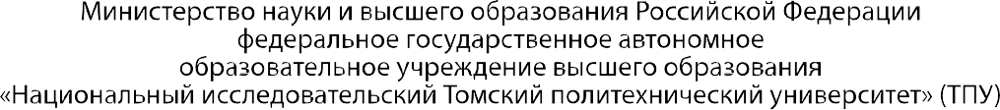 Министерство науки и высшего образования Российской Федерации
федеральное государственное автономное
образовательное учреждение высшего образования
«Национальный исследовательский Томский политехнический университет» (ТПУ)